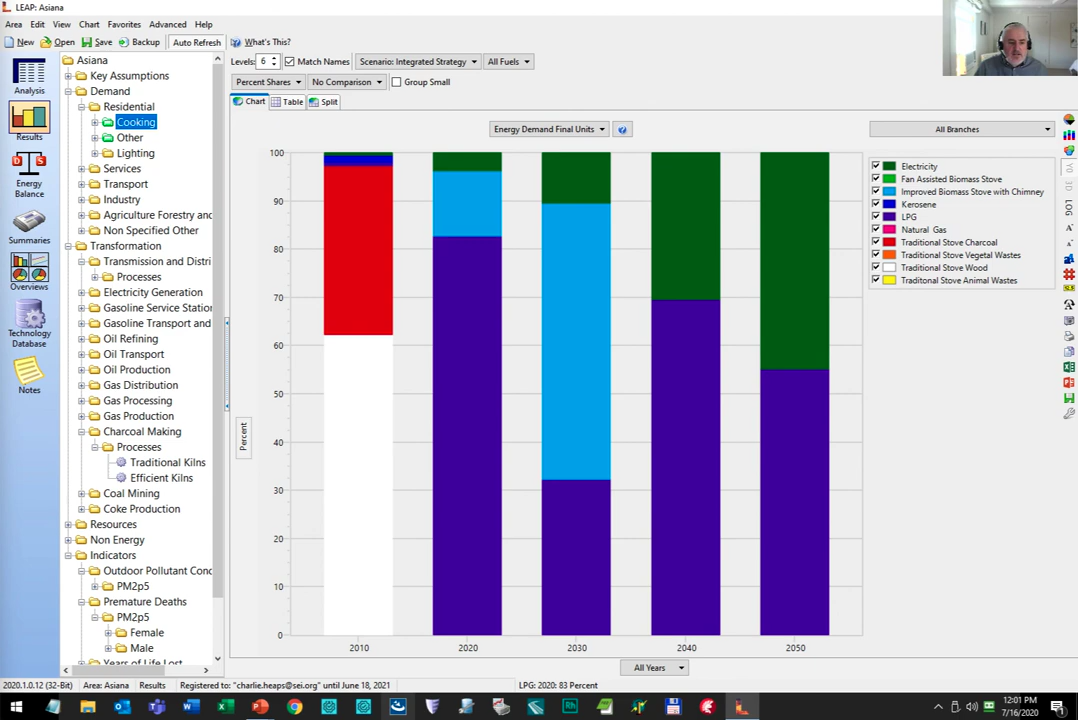 LEAP: Asiana
Area Edit View Chart Favorites Advanced Help
New Open Save Backup Auto Refresh What's This?
Analysis
Results
Energy
Balance
Summaries
Overviews
Technology
Database
Notes
Asiana
Key Assumptions
Demand
Residential
Cooking
Other
Lighting
Services
Transport
Industry
Agriculture Forestry and
Non Specified Other
Transformation
Transmission and Distri
Processes
Electricity Generation
Gasoline Service Station
Gasoline Transport and
Oil Refining
Oil Transport
Oil Production
Gas Distribution
Gas Processing
Gas Production
Charcoal Making
Processes
Traditional Kilns
Efficient Kilns
Coal Mining
Coke Production
Resources
Non Energy
Indicators
Outdoor Pollutant Conc
PM2p5
Premature Deaths
PM2p5
Female
Male
Years of Life Lost
Levels: 6 Match Names Scenario: Integrated Strategy All Fuels
Percent Shares No Comparison Group Small
Chart Table Split
Energy Demand Final Units
All Branches
100
90
80
70
60
50
40
30
20
10
0
Percent
2010 2020 2030 2040 2050
All Years
Electricity
Fan Assisted Biomass Stove
Improved Biomass Stove with Chimney
Kerosene
LPG
Natural Gas
Traditional Stove Charcoal
Traditional Stove Vegetal Wastes
Traditional Stove Wood
Traditonal Stove Animal Wastes
LOG
2020.1.0.12 (32-Bit) Area: Asiana Results Registered to: "charlie.heaps@sei.org" until June 18, 2021 LPG: 2020: 83 Percent
12:01 PM
7/16/2020